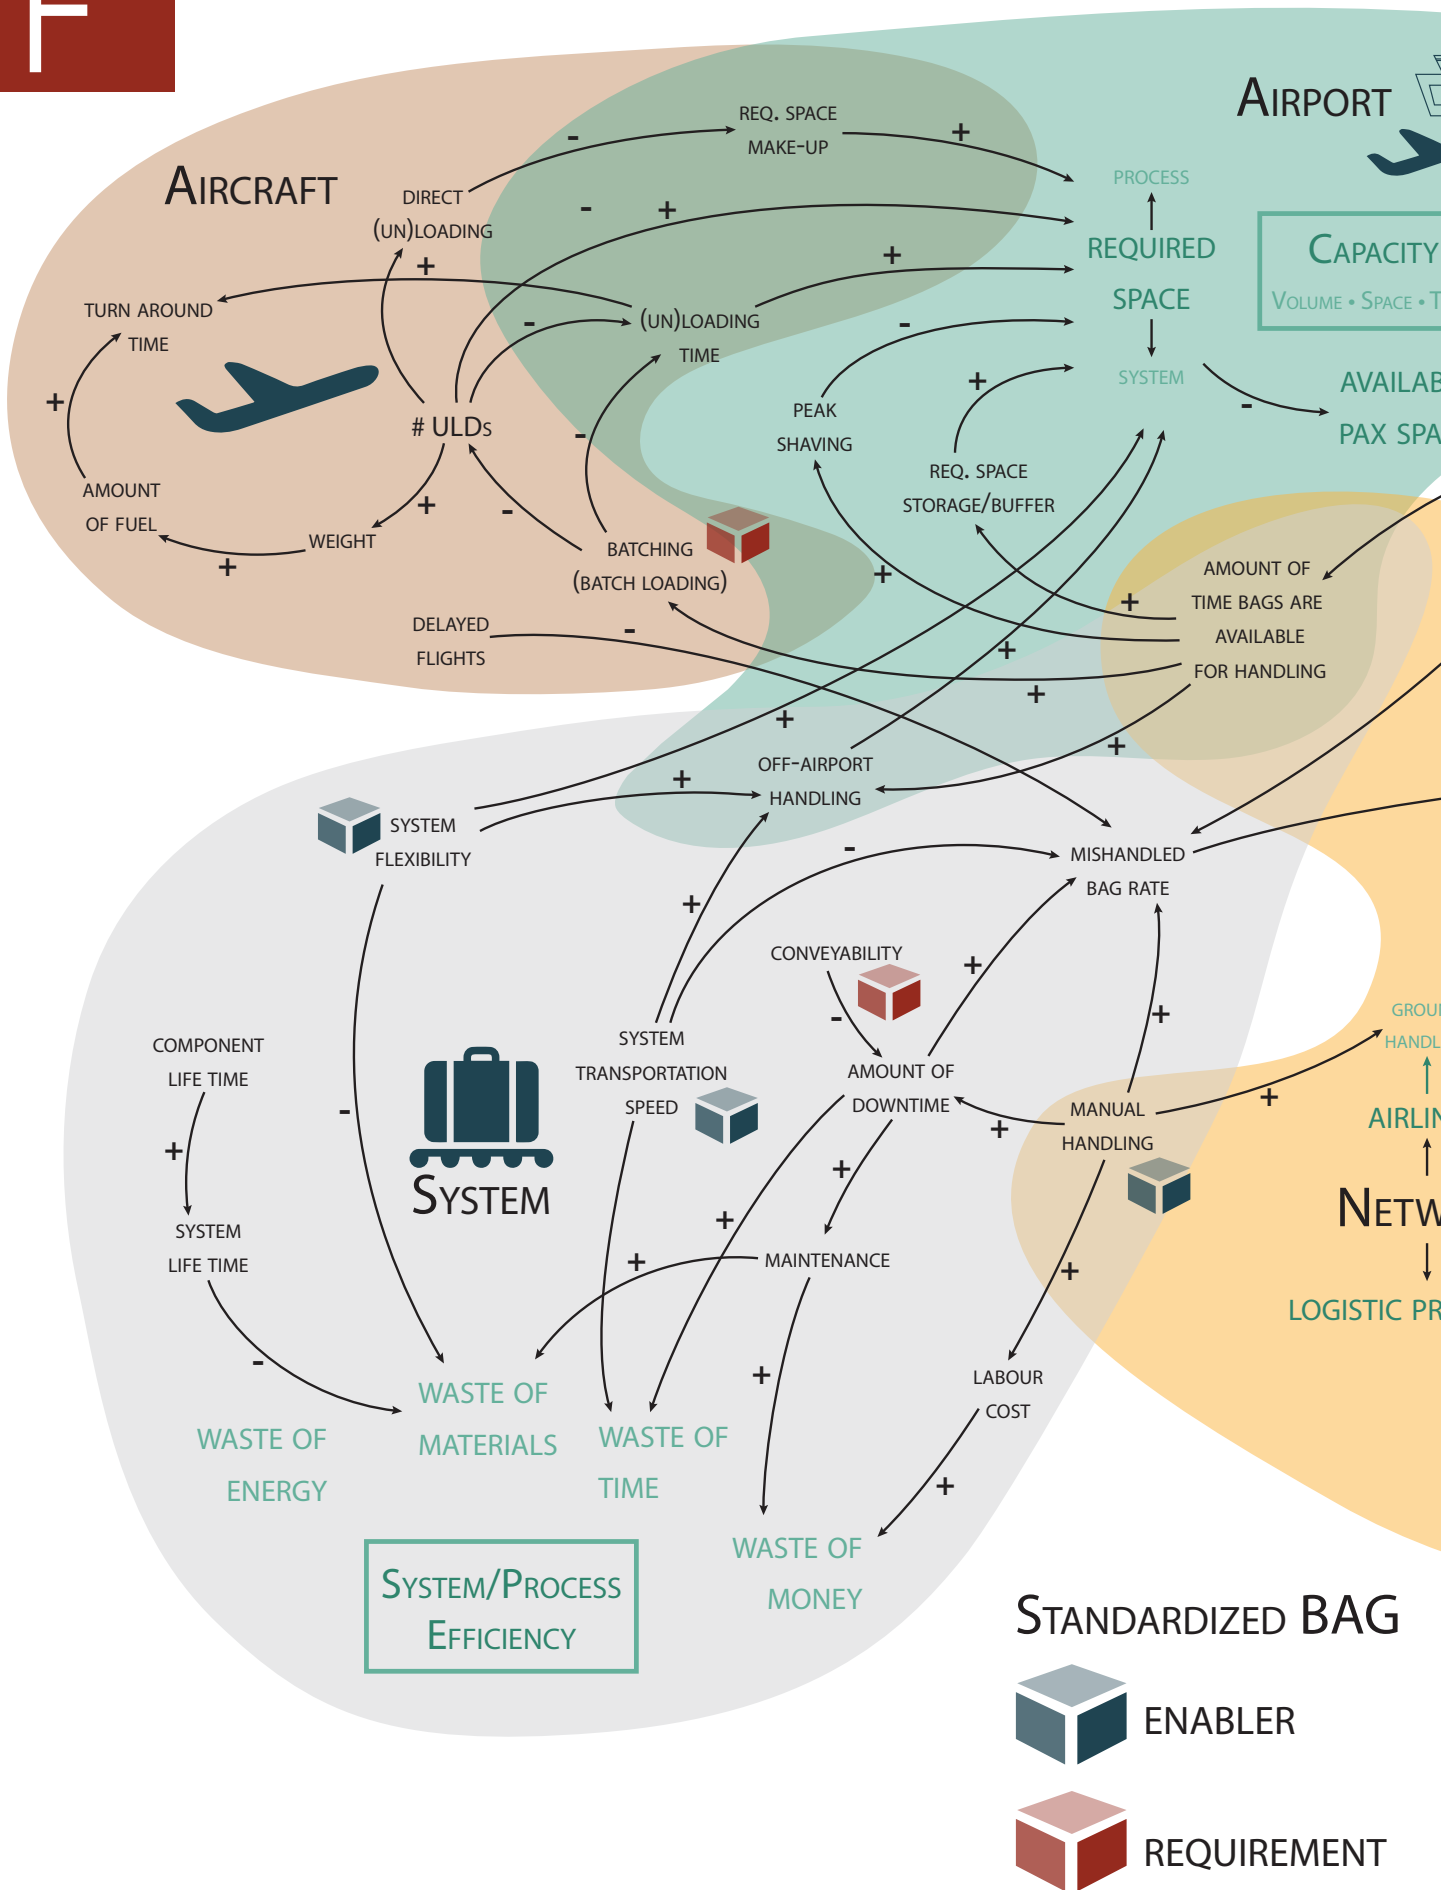 F
AIRCRAFT
AIRPORT
REQ. SPACE
MAKE-UP
DIRECT
(UN)LOADING
PROCESS
REQUIRED
SPACE
SYSTEM
CAPACITY
VOLUME • SPACE •
TURN AROUND
TIME
(UN)LOADING
TIME
# ULDs
PEAK
SHAVING
REQ. SPACE
STORAGE/BUFFER
PAX
AMOUNT
OF FUEL
WEIGHT
BATCHING
(BATCH LOADING)
DELAYED
FLIGHTS
AMOUNT OF
TIME BAGS ARE
AVAILABLE
FOR HANDLING
OFF-AIRPORT
HANDLING
SYSTEM
FLEXIBILITY
MISHANDLED
BAG RATE
CONVEYABILITY
SYSTEM
TRANSPORTATION
SPEED
AMOUNT OF
DOWNTIME
MANUAL
HANDLING
COMPONENT
LIFE TIME
SYSTEM
SYSTEM
LIFE TIME
MAINTENANCE
LOGISTIC
LABOUR
COST
WASTE OF
MATERIALS
WASTE OF
ENERGY
WASTE OF
TIME
WASTE OF
MONEY
SYSTEM/PROCESS
EFFICIENCY
STANDARDIZED BAG
ENABLER
REQUIREMENT